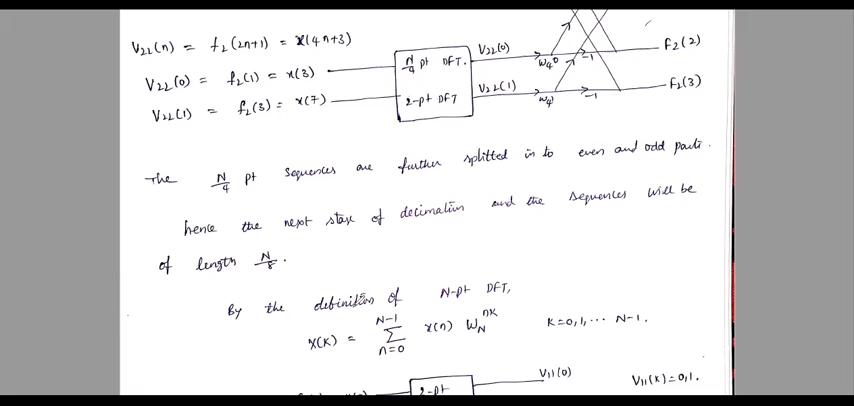 V22(n) = f2(2n+1) = x(4n+3)
V22(0) = f2(1) = x(3)
V22(1) = f2(3) = x(7)
N/4 pt DFT.
2-pt DFT
V22(0)
V22(1)
W4^0 -1 F2(2)
W4^1 -1 F2(3)
The N/4 pt sequences are further splitted in to even and odd parts.
hence the next stage of decimation and the sequences will be
of length N/8.
By the definition of N-pt DFT,
X(K) = N-1 ∑ n=0 x(n) W_N^nK K=0,1,... N-1.
2-pt V11(0) V11(K)=0,1.